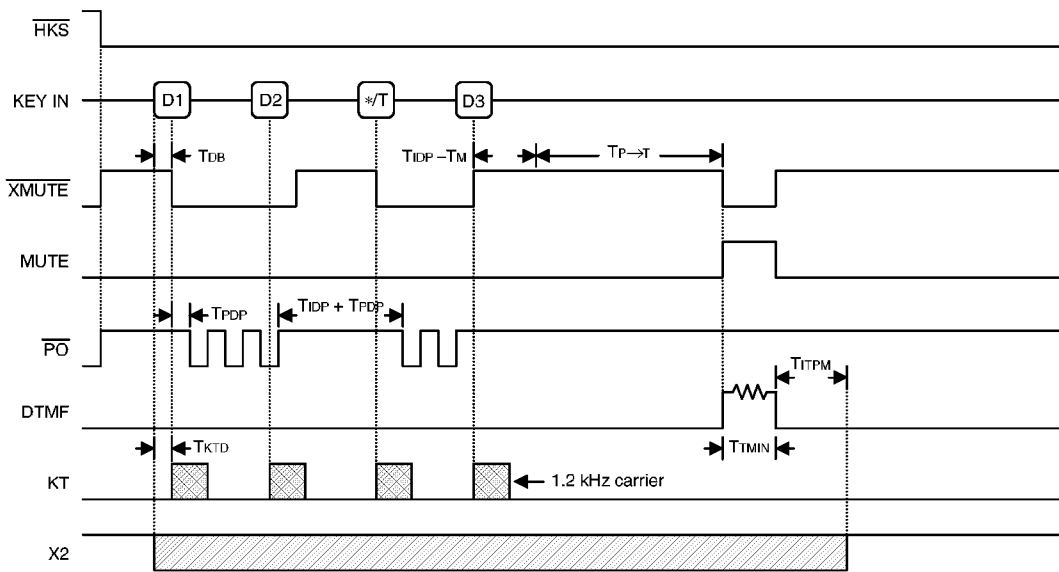 HKS
KEY IN D1 D2 */T D3
TDB TIDP –TM TP→T
XMUTE
MUTE
TPDP TIDP + TPDP
PO
TITPM
DTMF
TKTD TTMIN
KT 1.2 kHz carrier
X2